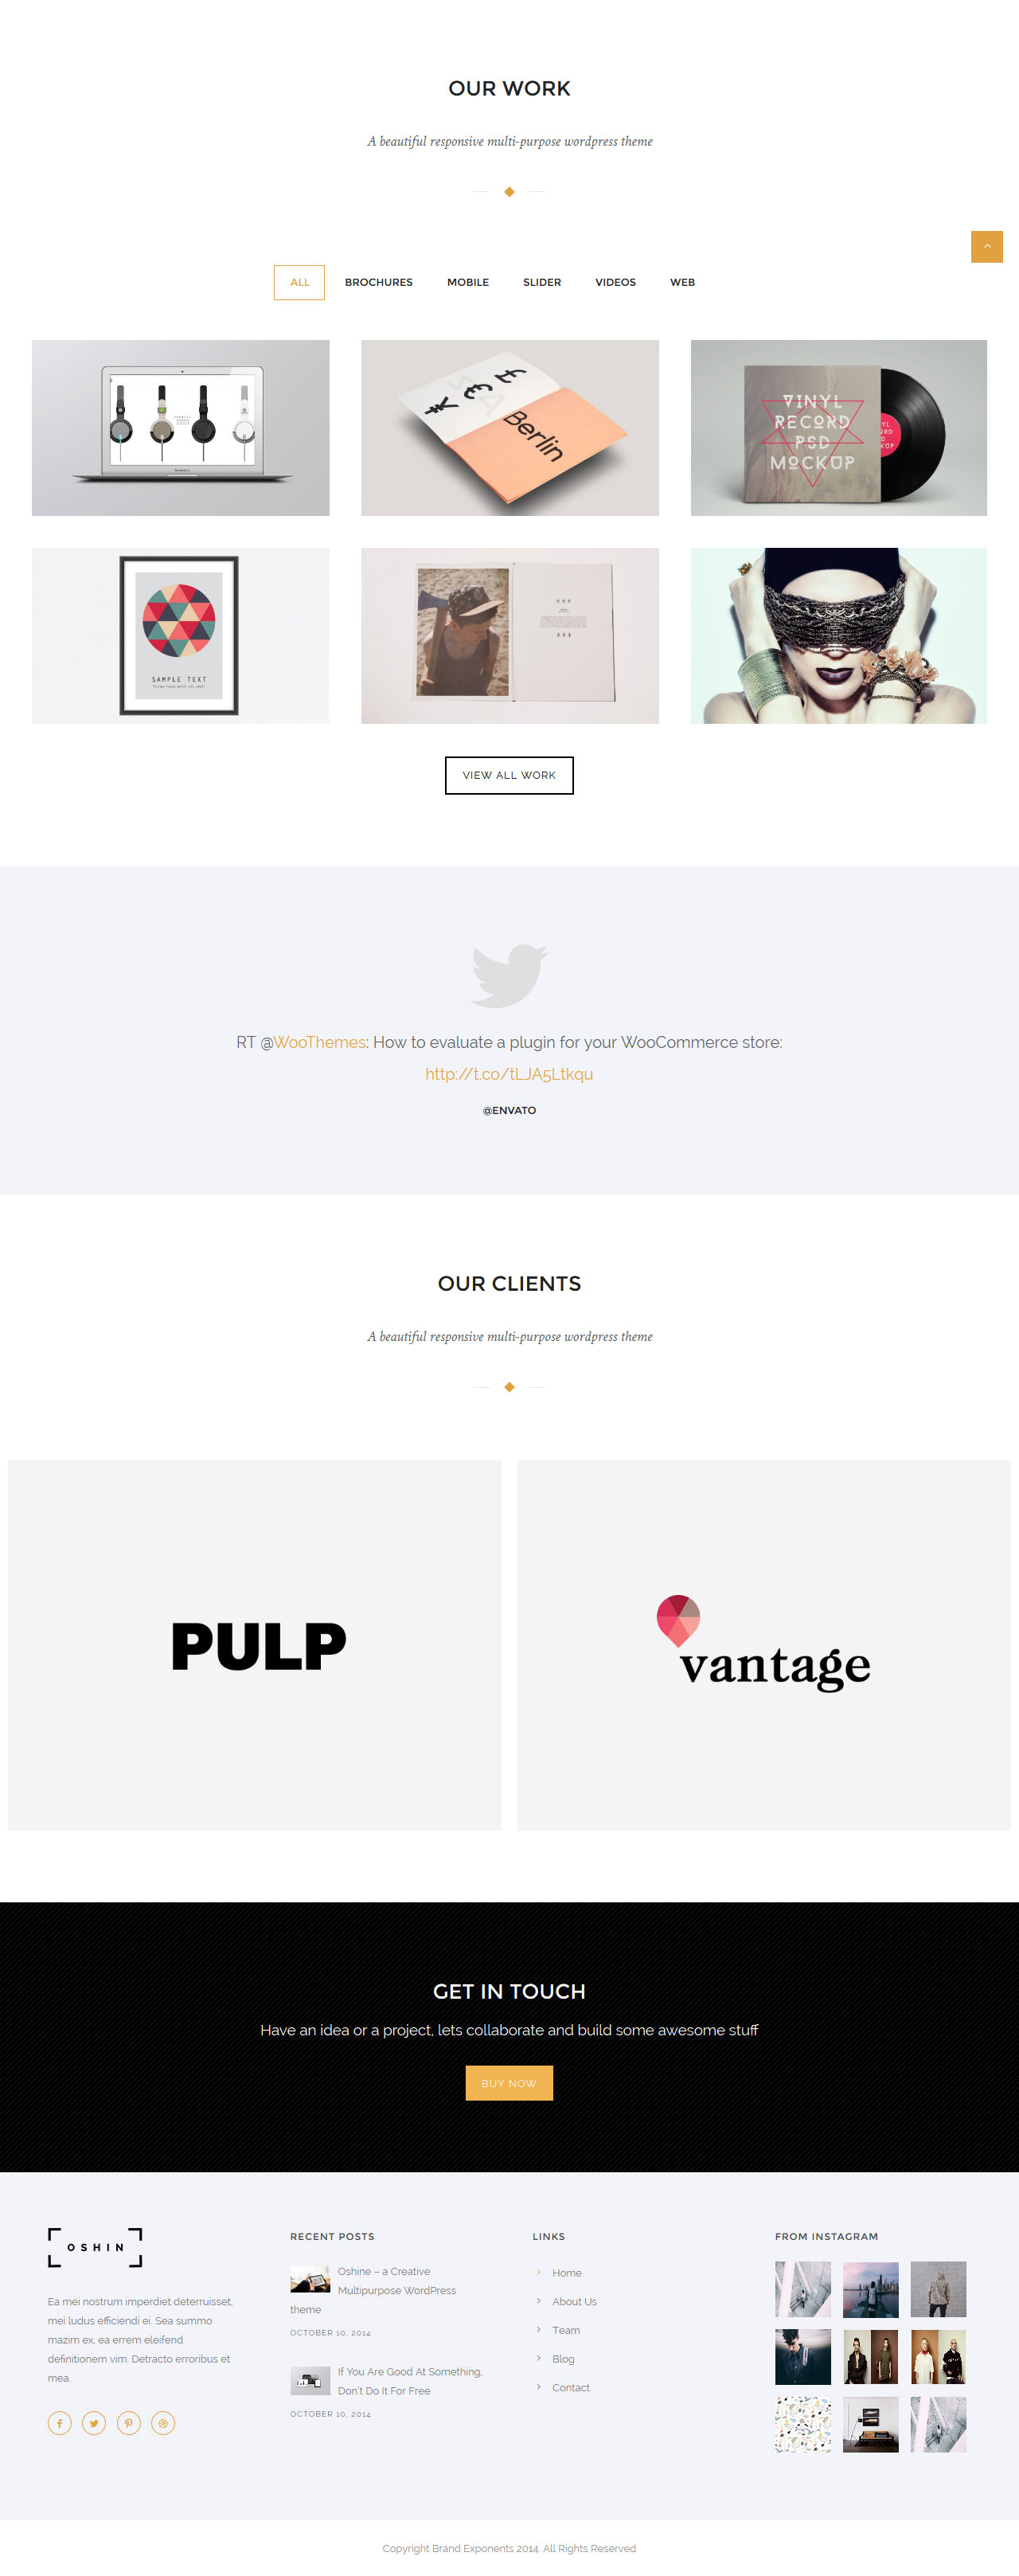 OUR WORK
A beautiful responsive multi-purpose wordpress theme
ALL BROCHURES MOBILE SLIDER VIDEOS WEB
Berlin
VINYL
RECORD
PSD
MOCKUP
SAMPLE TEXT
VIEW ALL WORK
RT @WooThemes: How to evaluate a plugin for your WooCommerce store:
http://t.co/tLJA5Ltkqu
@ENVATO
OUR CLIENTS
A beautiful responsive multi-purpose wordpress theme
PULP
vantage
GET IN TOUCH
Have an idea or a project, lets collaborate and build some awesome stuff
BUY NOW
OSHIN
Ea mei nostrum imperdiet deterruisset,
mei ludus efficiendi ei. Sea summo
mazim ex, ea errem eleifend
definitionem vim. Detracto erroribus et
mea.
RECENT POSTS
Oshine – a Creative
Multipurpose WordPress
theme
OCTOBER 10, 2014
If You Are Good At Something,
Don't Do It For Free
OCTOBER 10, 2014
LINKS
Home
About Us
Team
Blog
Contact
FROM INSTAGRAM
Copyright Brand Exponents 2014. All Rights Reserved